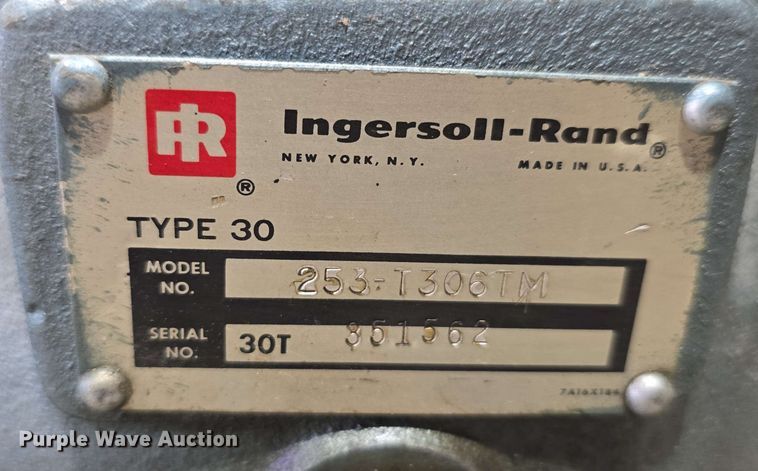 IR
®
Ingersoll-Rand®
NEW YORK, N.Y. MADE IN U.S.A.
TYPE 30
MODEL NO. 253-T306TM
SERIAL NO. 30T 351562
Purple Wave Auction